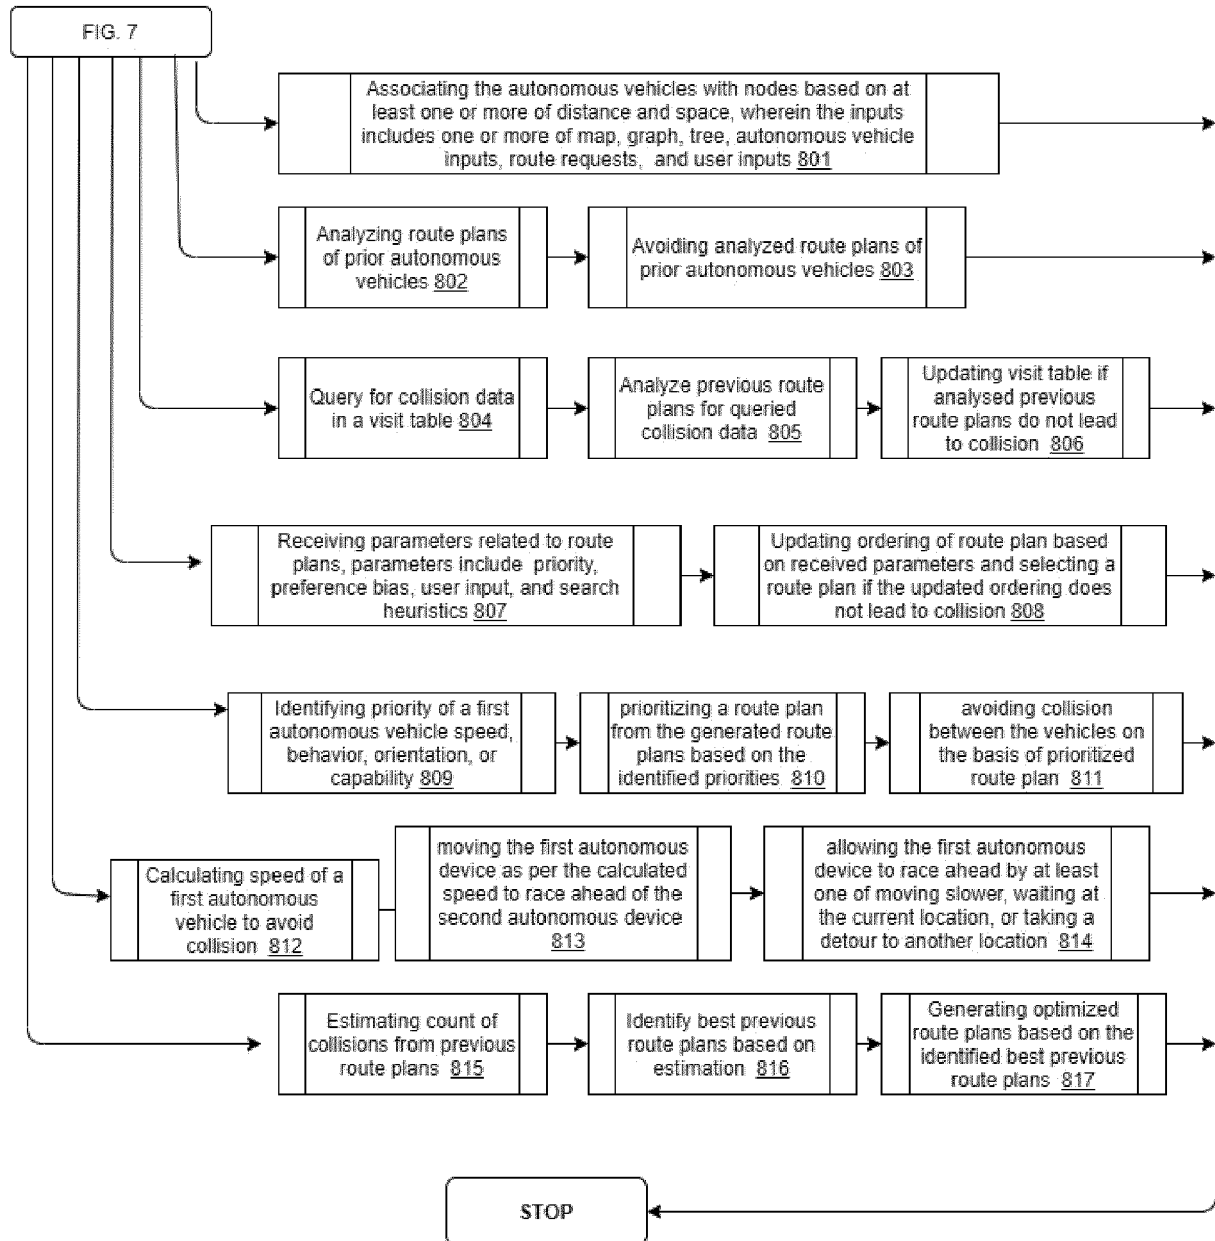 FIG. 7
Associating the autonomous vehicles with nodes based on at
least one or more of distance and space, wherein the inputs
includes one or more of map, graph, tree, autonomous vehicle
inputs, route requests, and user inputs 801
Analyzing route plans
of prior autonomous
vehicles 802
Avoiding analyzed route plans of
prior autonomous vehicles 803
Query for collision data
in a visit table 804
Analyze previous route
plans for queried
collision data 805
Updating visit table if
analysed previous
route plans do not lead
to collision 806
Receiving parameters related to route
plans, parameters include priority,
preference bias, user input, and search
heuristics 807
Updating ordering of route plan based
on received parameters and selecting a
route plan if the updated ordering does
not lead to collision 808
Identifying priority of a first
autonomous vehicle speed,
behavior, orientation, or
capability 809
prioritizing a route plan
from the generated route
plans based on the
identified priorities 810
avoiding collision
between the vehicles on
the basis of prioritized
route plan 811
Calculating speed of a
first autonomous
vehicle to avoid
collision 812
moving the first autonomous
device as per the calculated
speed to race ahead of the
second autonomous device
813
allowing the first autonomous
device to race ahead by at least
one of moving slower, waiting at
the current location, or taking a
detour to another location 814
Estimating count of
collisions from previous
route plans 815
Identify best previous
route plans based on
estimation 816
Generating optimized
route plans based on the
identified best previous
route plans 817
STOP